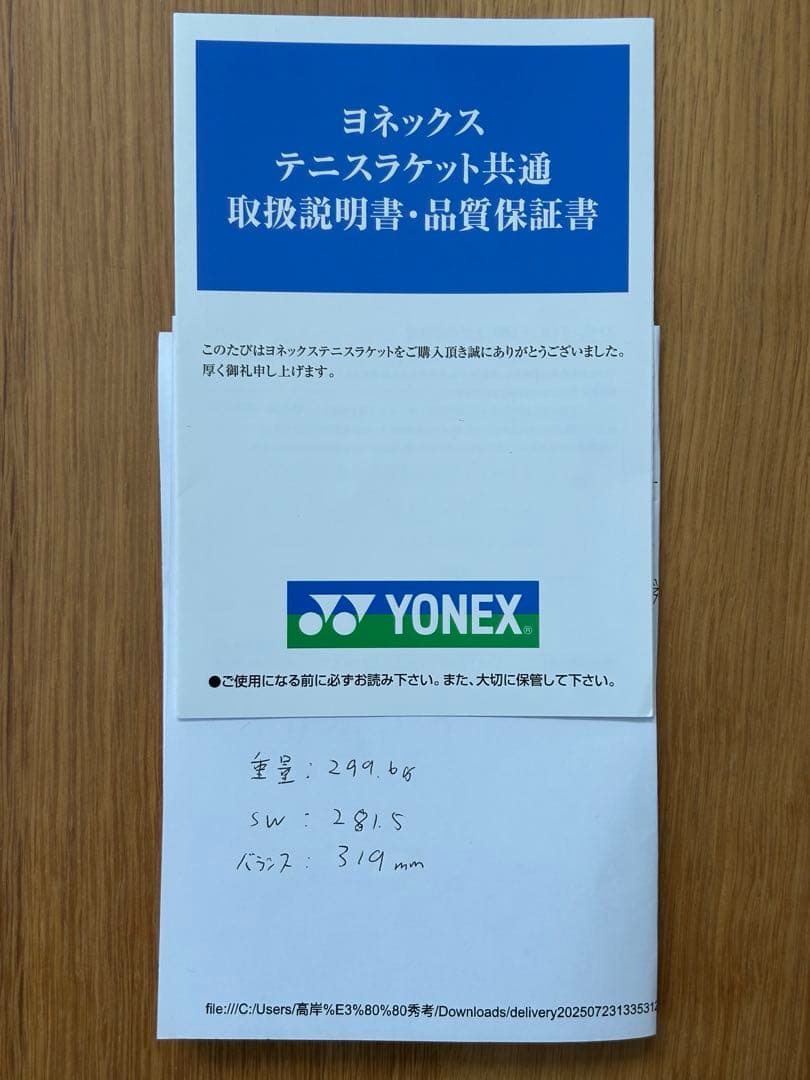 ヨネックス
テニスラケット共通
取扱説明書・品質保証書
このたびはヨネックステニスラケットをご購入頂き誠にありがとうございました。
厚く御礼申し上げます。
YONEX®
●ご使用になる前に必ずお読み下さい。また、大切に保管して下さい。
重量：299.6g
SW：281.5
バランス：319mm
file:///C:/Users/高岸%E3%80%80秀考/Downloads/delivery20250723133531